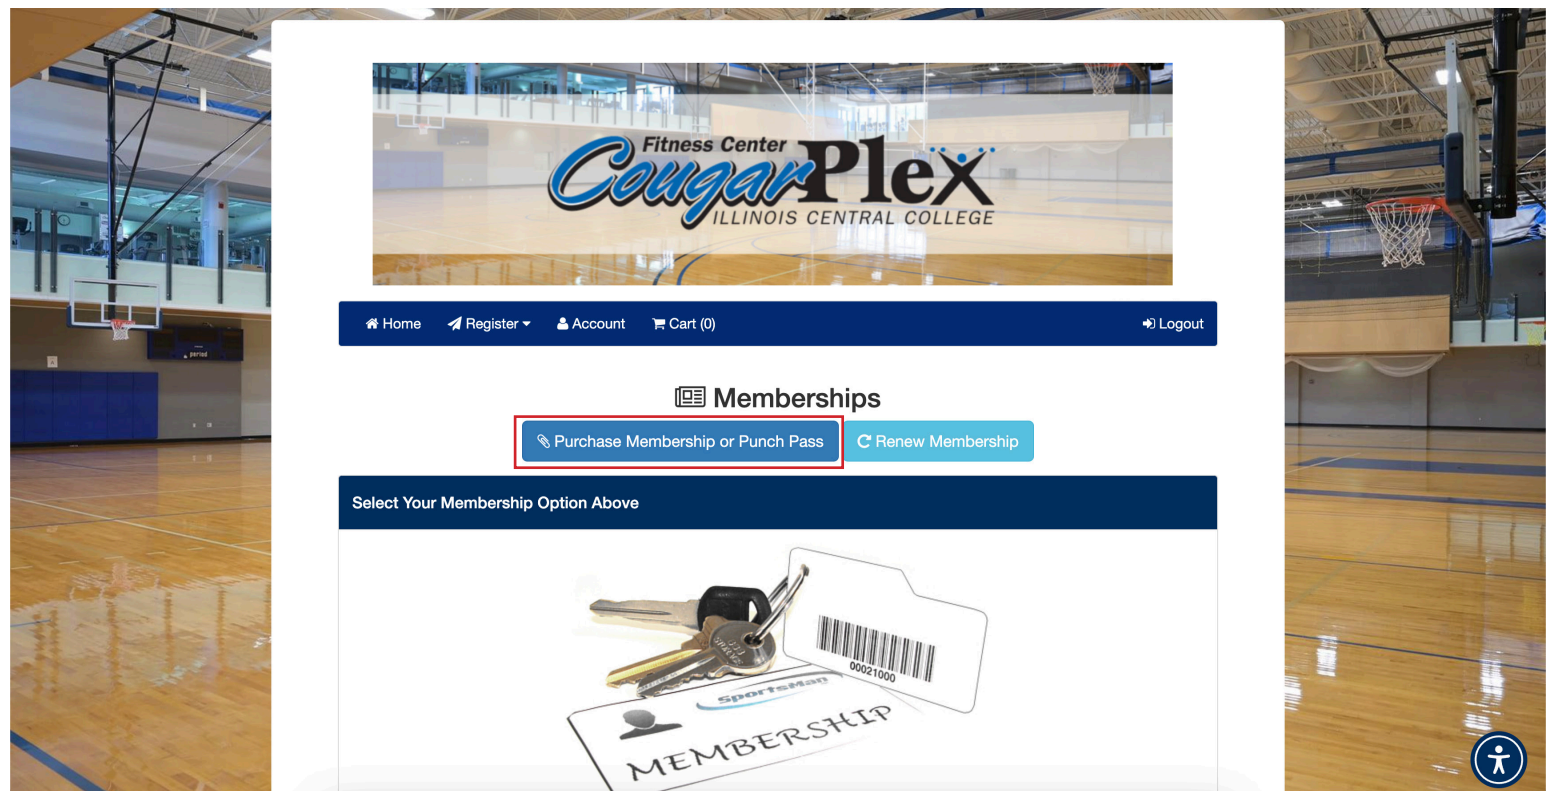 Fitness Center
CougarPlex
ILLINOIS CENTRAL COLLEGE
Home Register Account Cart (0) Logout
Memberships
Purchase Membership or Punch Pass Renew Membership
Select Your Membership Option Above
period
00021000
SportsMan
MEMBERSHIP